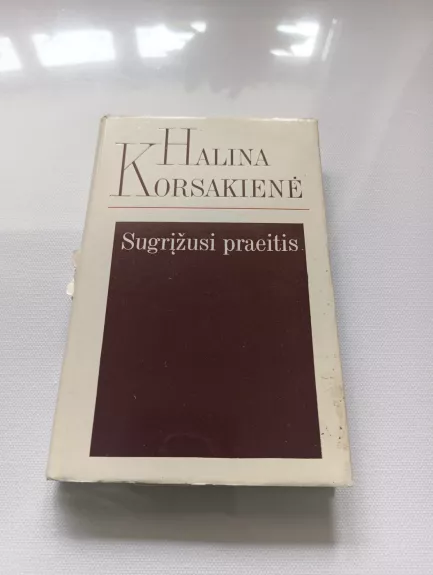 HALINA
KORSAKIENĖ
Sugrįžusi praeitis